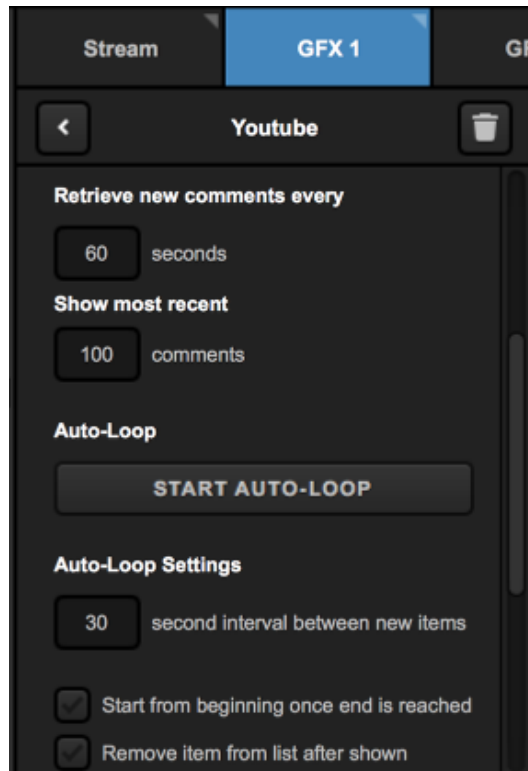 Stream
GFX 1
Youtube
Retrieve new comments every
60 seconds
Show most recent
100 comments
Auto-Loop
START AUTO-LOOP
Auto-Loop Settings
30 second interval between new items
Start from beginning once end is reached
Remove item from list after shown